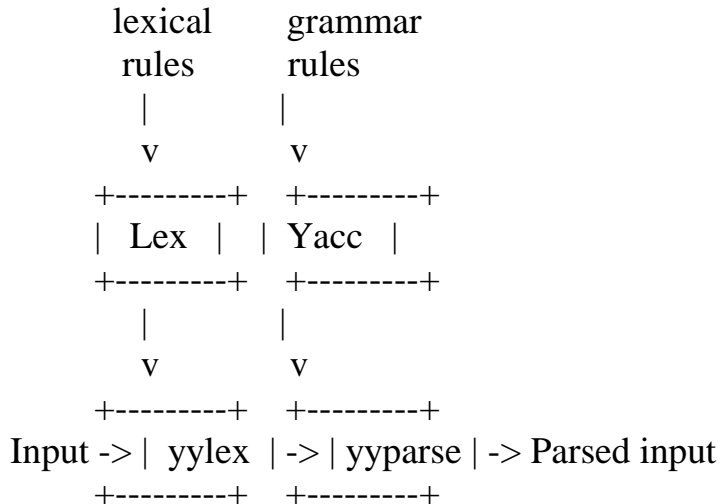 lexical grammar
rules rules
| |
v v
+---------+ +---------+
| Lex | | Yacc |
+---------+ +---------+
| |
v v
+---------+ +---------+
Input -> | yylex | -> | yyparse | -> Parsed input
+---------+ +---------+